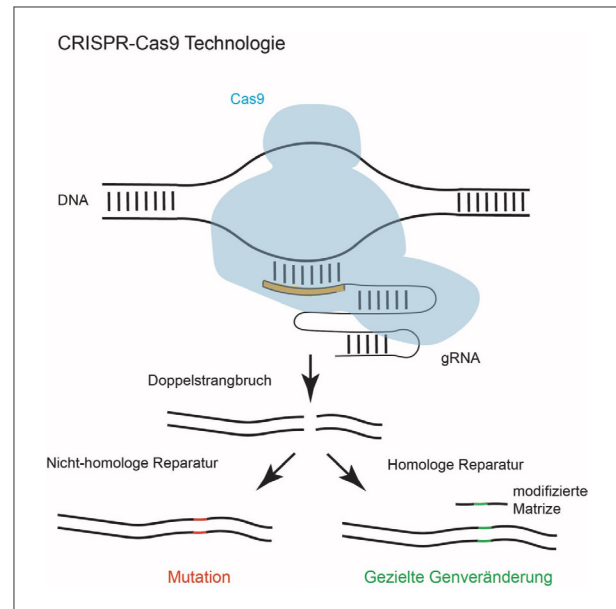 CRISPR-Cas9 Technologie
Cas9
DNA
gRNA
Doppelstrangbruch
Nicht-homologe Reparatur
Homologe Reparatur
modifizierte
Matrize
Mutation
Gezielte Genveränderung